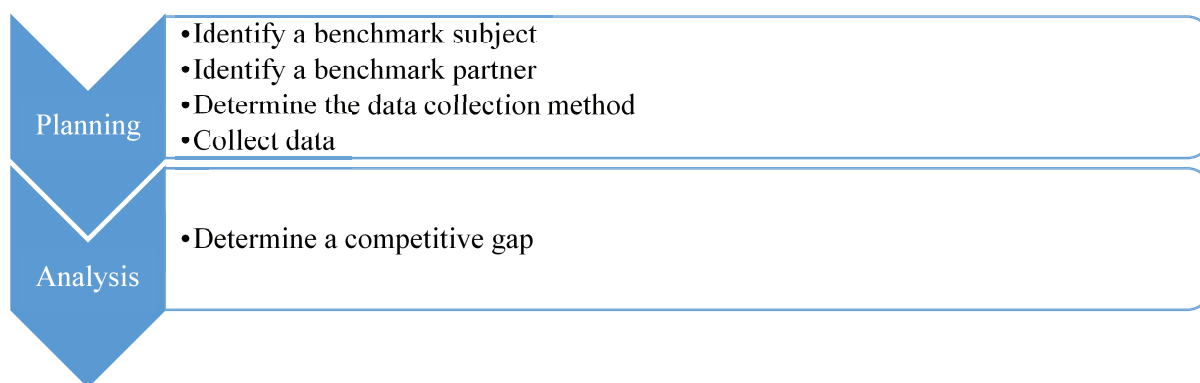 Planning
•Identify a benchmark subject
•Identify a benchmark partner
•Determine the data collection method
•Collect data
Analysis
•Determine a competitive gap